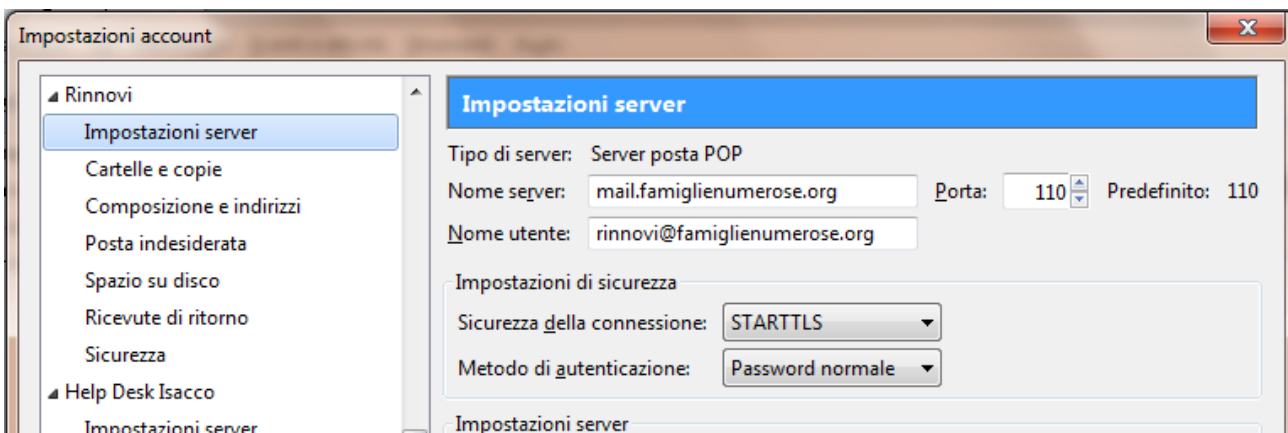 Impostazioni account
Rinnovi
Impostazioni server
Cartelle e copie
Composizione e indirizzi
Posta indesiderata
Spazio su disco
Ricevute di ritorno
Sicurezza
Help Desk Isacco
Impostazioni server
Impostazioni server
Tipo di server: Server posta POP
Nome server: mail.famiglienumerose.org Porta: 110 Predefinito: 110
Nome utente: rinnovi@famiglienumerose.org
Impostazioni di sicurezza
Sicurezza della connessione: STARTTLS
Metodo di autenticazione: Password normale
Impostazioni server